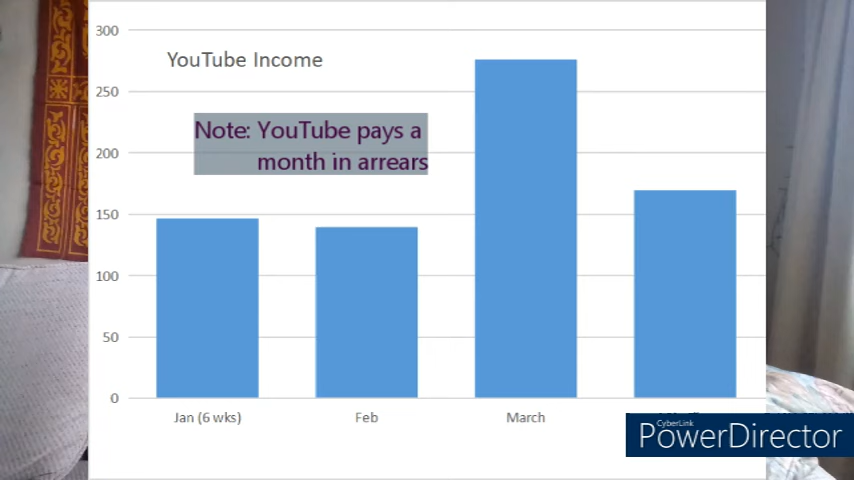 300
YouTube Income
250
Note: YouTube pays a
200
month in arrears
150
100
50
0
Jan (6 wks)
Feb
March
CyberLink
PowerDirector